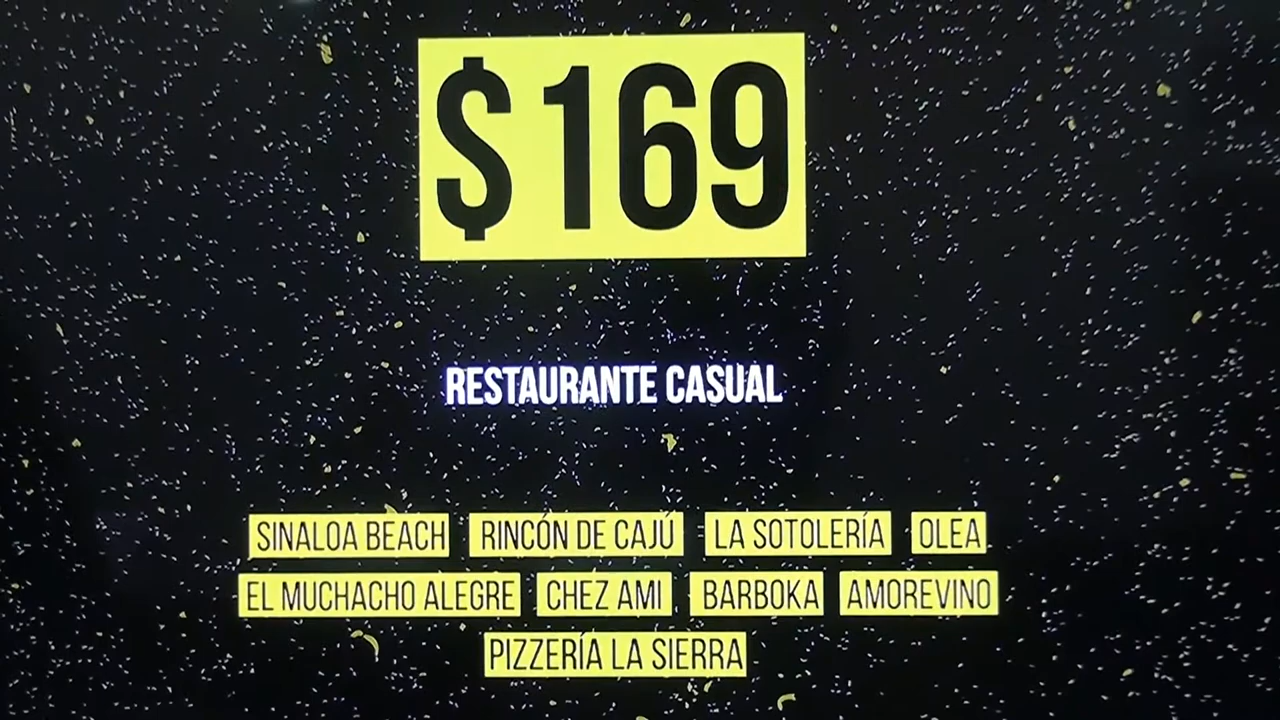 $169
RESTAURANTE CASUAL
SINALOA BEACH RINCÓN DE CAJÚ LA SOTOLERÍA OLEA
EL MUCHACHO ALEGRE CHEZ AMI BARBOKA AMOREVINO
PIZZERÍA LA SIERRA